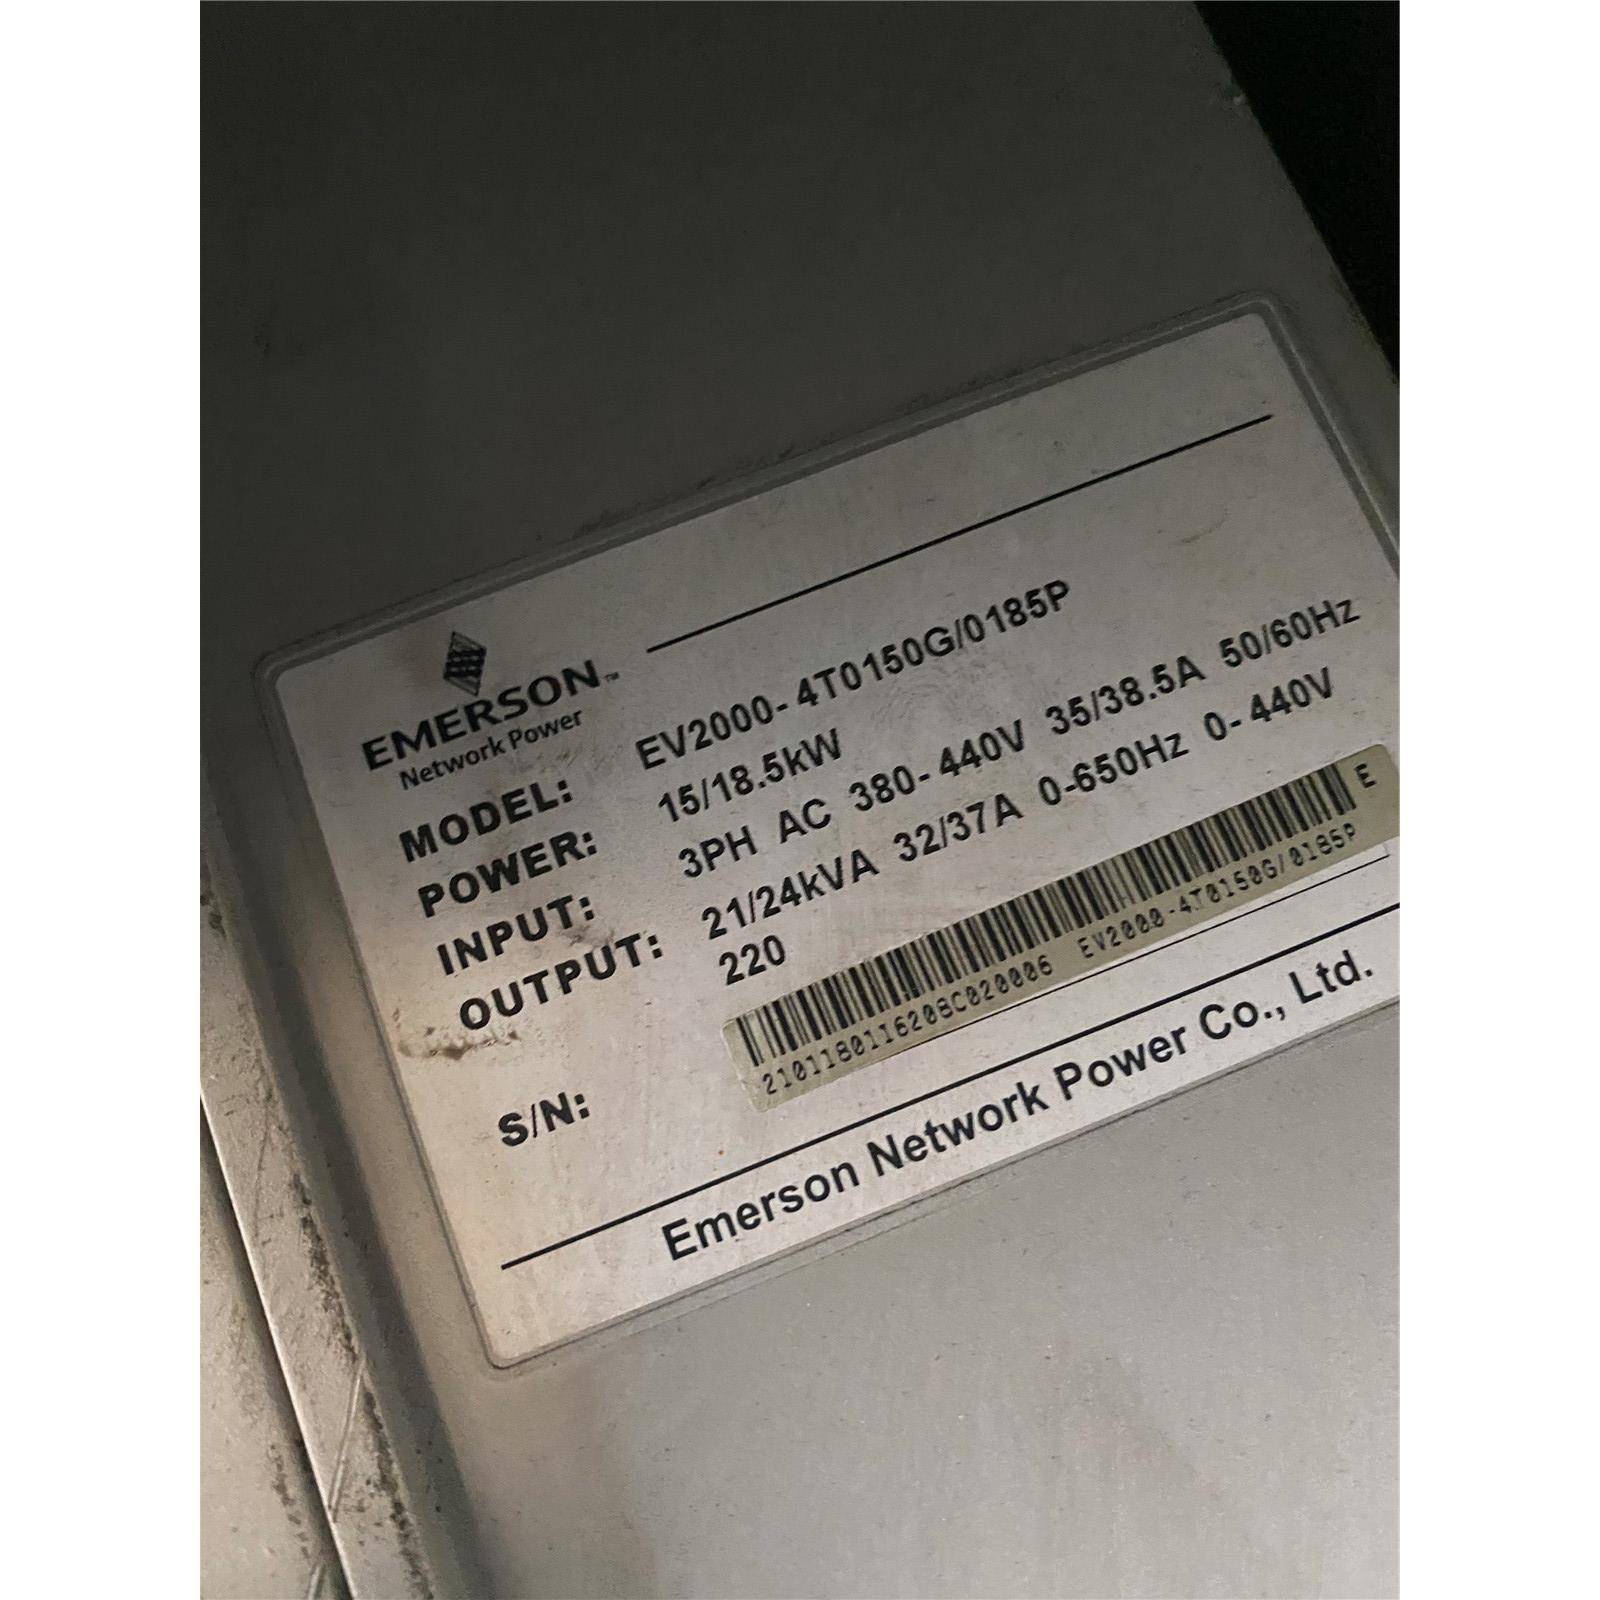 EMERSON™
Network Power
MODEL: EV2000-4T0150G/0185P
POWER: 15/18.5kW
INPUT: 3PH AC 380-440V 35/38.5A 50/60Hz
OUTPUT: 21/24kVA 32/37A 0-650Hz 0-440V
220
E
S/N: 2101180116208C020006 EV2000-4T0150G/0185P
Emerson Network Power Co., Ltd.